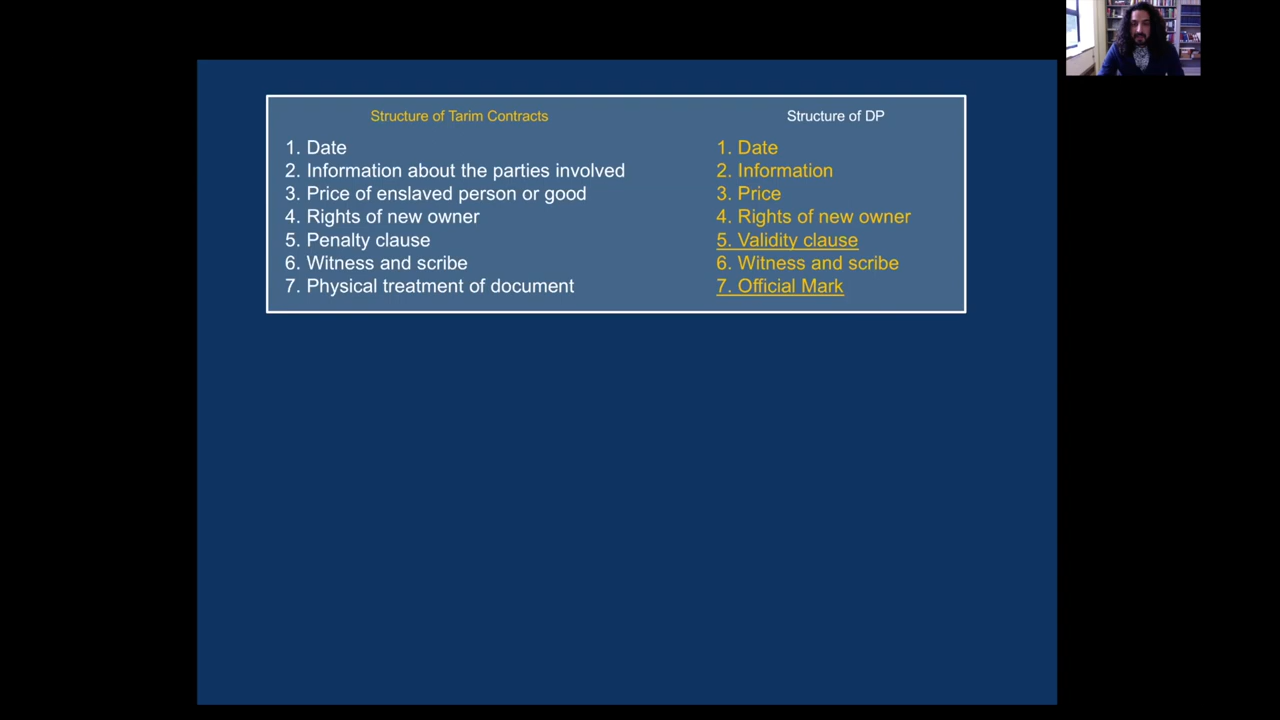 Structure of Tarim Contracts
1. Date
2. Information about the parties involved
3. Price of enslaved person or good
4. Rights of new owner
5. Penalty clause
6. Witness and scribe
7. Physical treatment of document
Structure of DP
1. Date
2. Information
3. Price
4. Rights of new owner
5. Validity clause
6. Witness and scribe
7. Official Mark